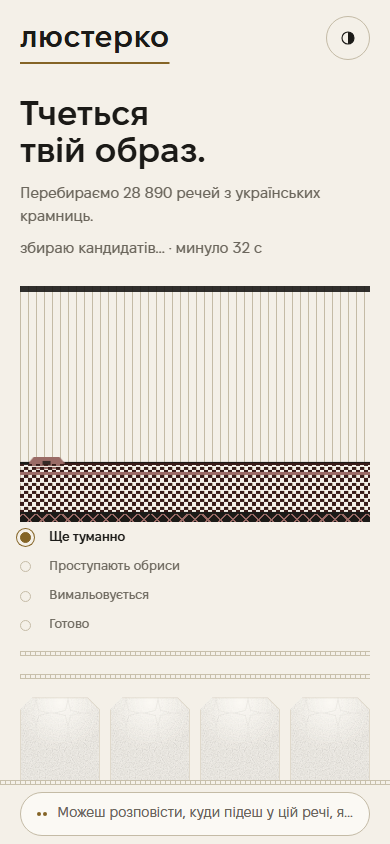 люстерко
Тчеться
твій образ.
Перебираємо 28 890 речей з українських
крамниць.
збираю кандидатів… · минуло 32 с
Ще туманно
Проступають обриси
Вимальовується
Готово
Можеш розповісти, куди підеш у цій речі, я…